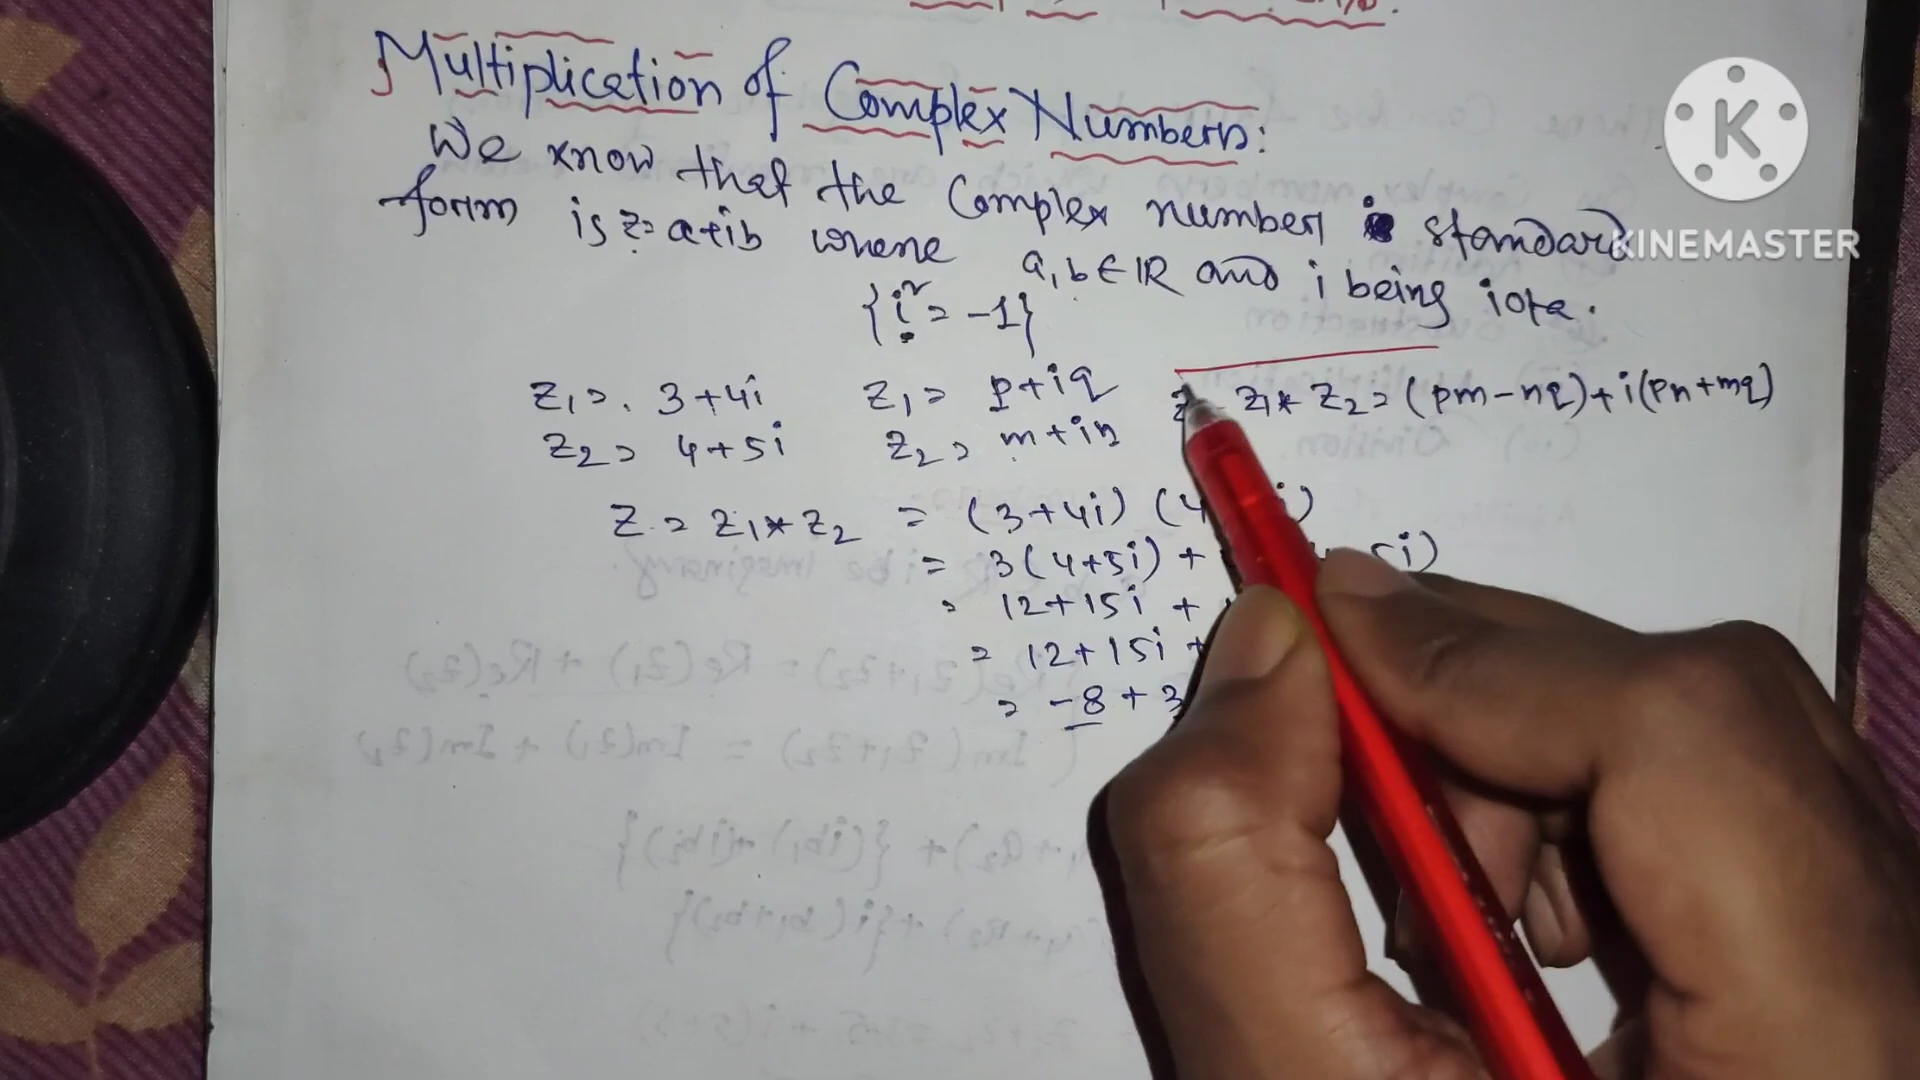 Multiplication of Complex Numbers:
We know that the Complex number standard
form is z = a+ib where a, b ∈ IR and i being iota.
{i² = -1}
Z₁ = 3+4i Z₁ = p+iq Z₁ * Z₂ = (pm-nq)+i(pn+mq)
Z₂ = 4+5i Z₂ = m+in
Z = Z₁ * Z₂ = (3+4i) (4 i)
= 3(4+5i) + 5i)
= 12+15i +
= 12+15i +
= -8 + 3
K
KINEMASTER